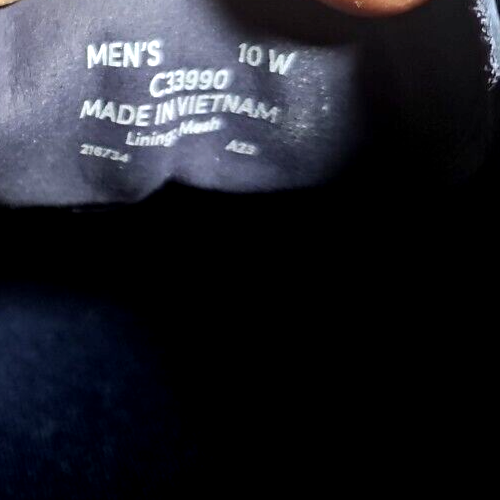 MEN'S 10 W
C33990
MADE IN VIETNAM
Lining: Mesh
216734 A23